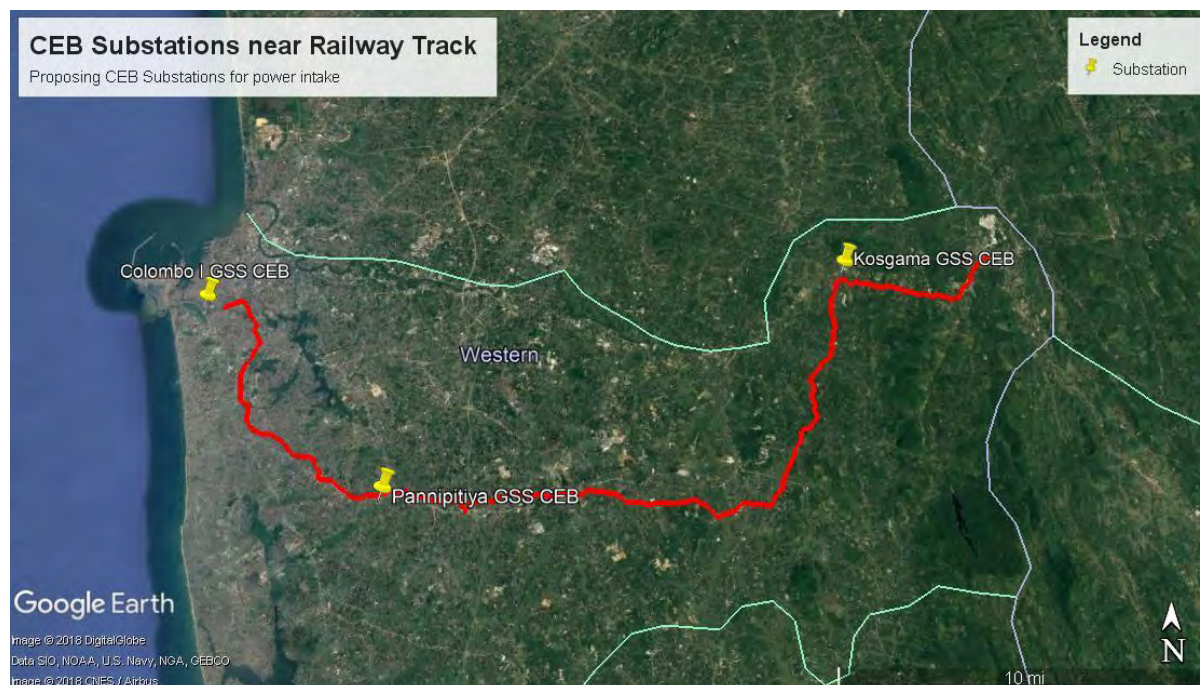 CEB Substations near Railway Track
Proposing CEB Substations for power intake
Legend
Substation
Colombo I GSS CEB
Kosgama GSS CEB
Western
Pannipitiya GSS CEB
Google Earth
Image © 2018 DigitalGlobe
Data SIO, NOAA, U.S. Navy, NGA, GEBCO
Image © 2018 CNES / Airbus
N
10 mi